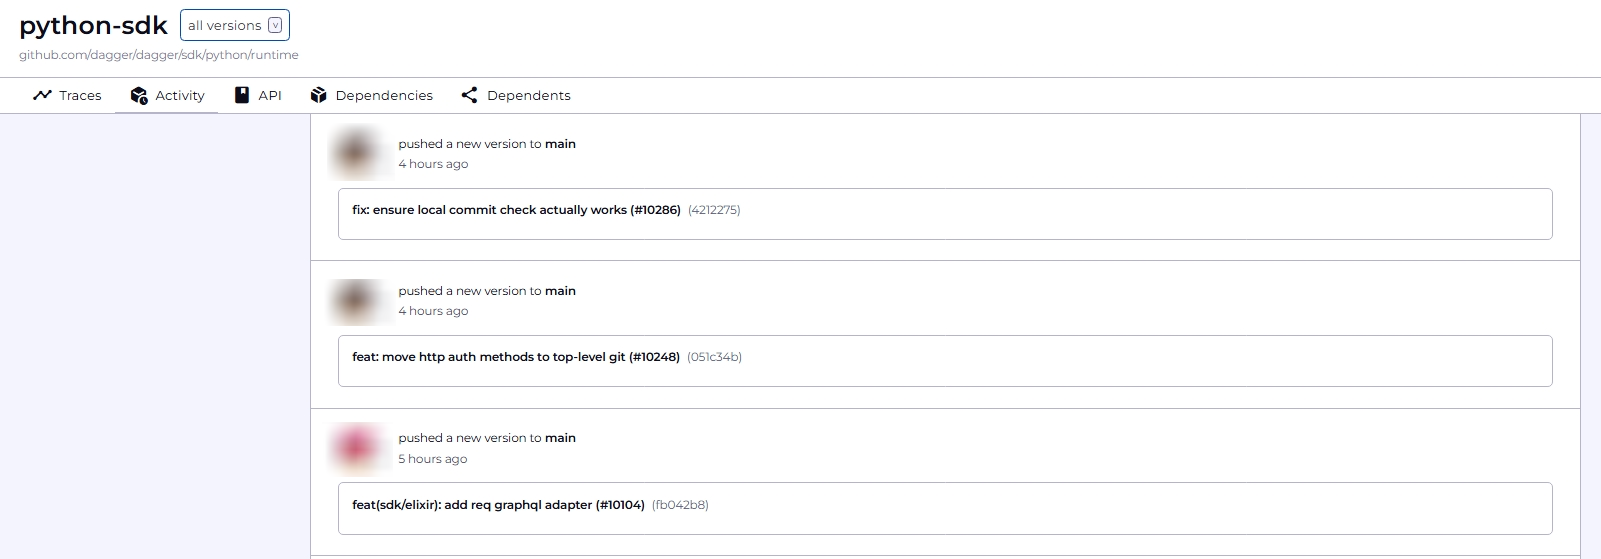 python-sdk all versions v
github.com/dagger/dagger/sdk/python/runtime
Traces Activity API Dependencies Dependents
pushed a new version to main
4 hours ago
fix: ensure local commit check actually works (#10286) (4212275)
pushed a new version to main
4 hours ago
feat: move http auth methods to top-level git (#10248) (051c34b)
pushed a new version to main
5 hours ago
feat(sdk/elixir): add req graphql adapter (#10104) (fb042b8)